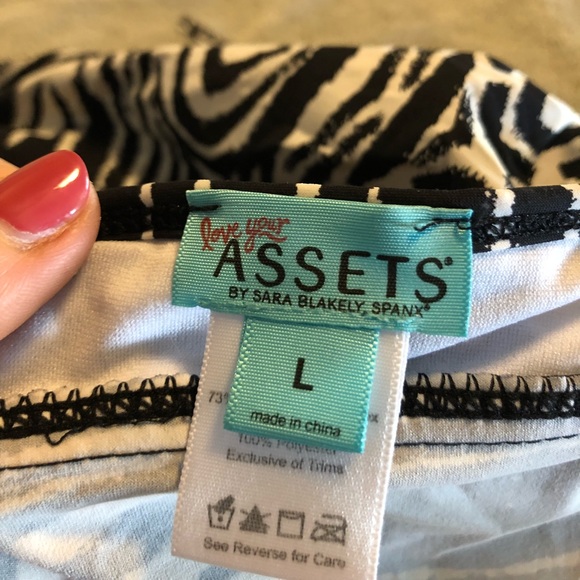 love your
ASSETS®
BY SARA BLAKELY, SPANX®
L
made in china
73%
100% Polyester
Exclusive of Trims
See Reverse for Care